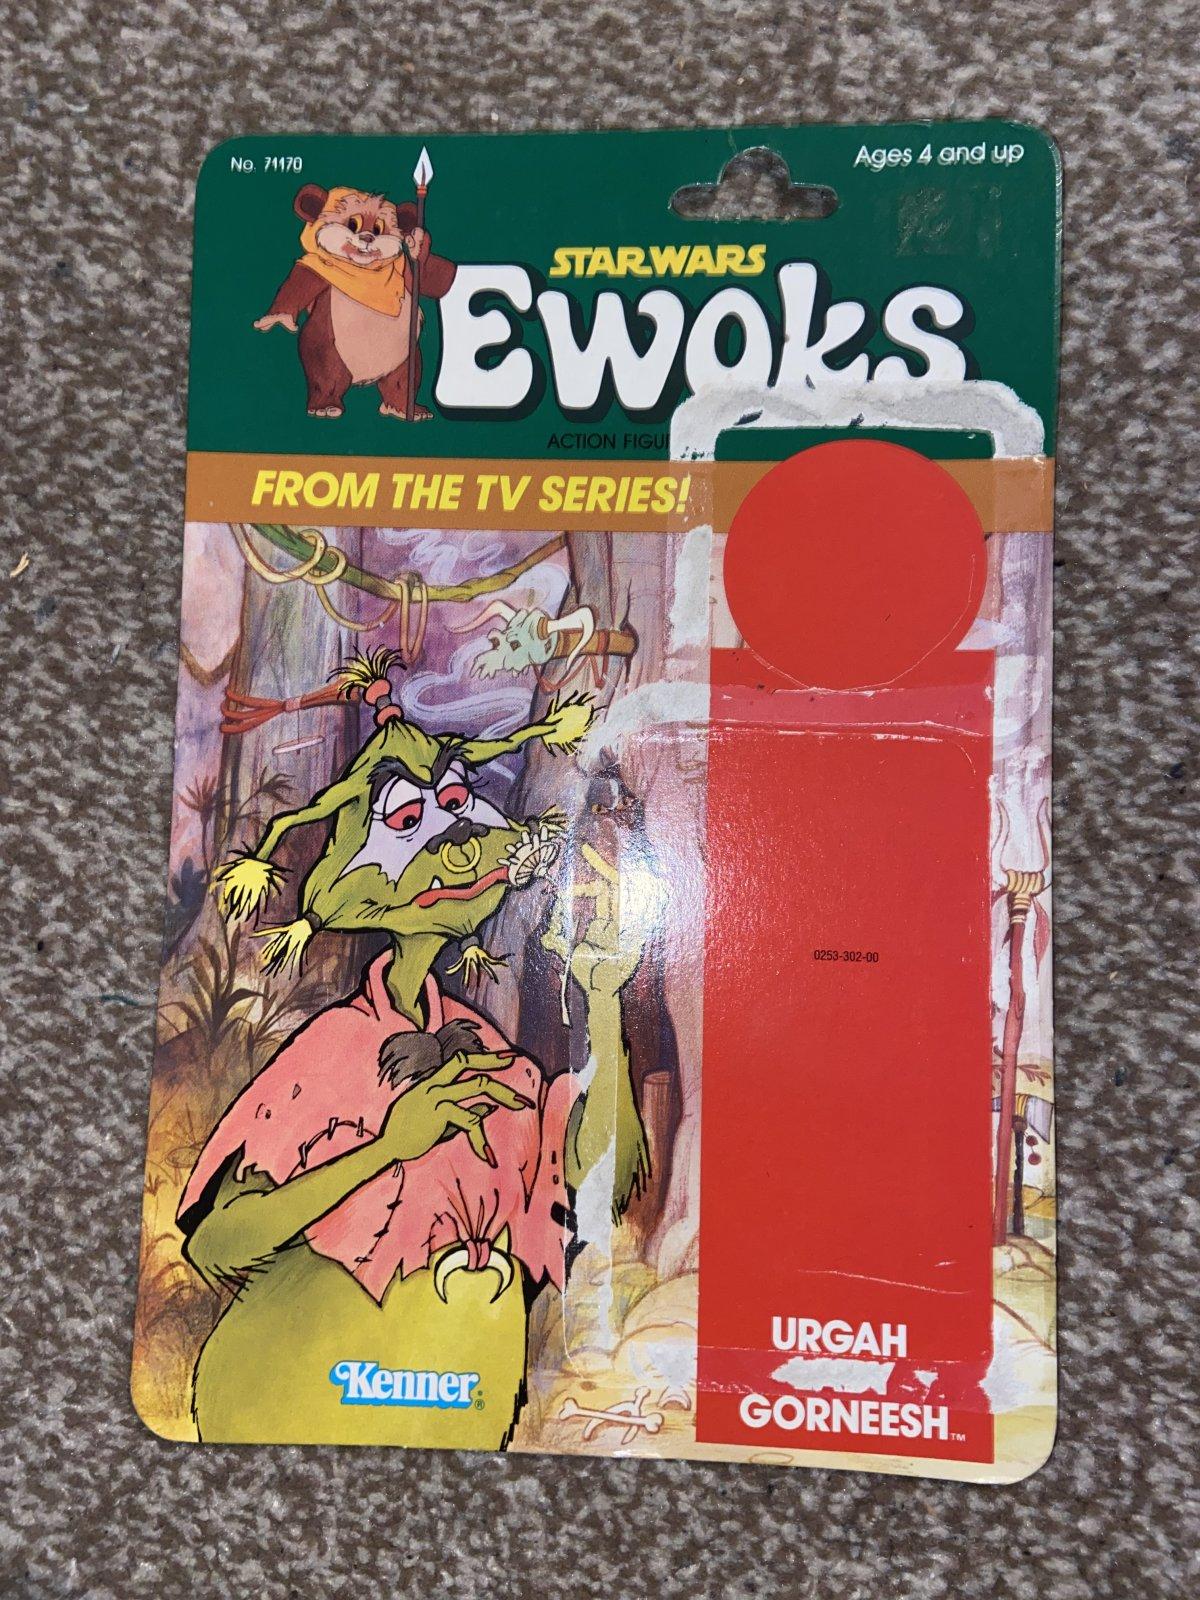 No. 71170
Ages 4 and up
STAR WARS
Ewoks
ACTION FIGU
FROM THE TV SERIES!
0253-302-00
URGAH
GORNEESH™
Kenner®